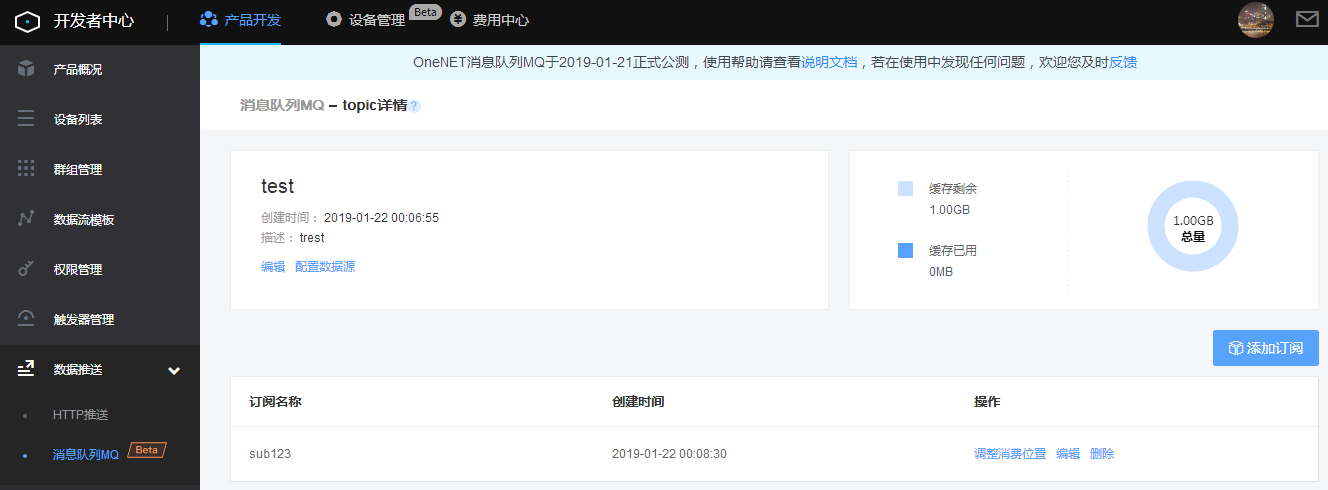 开发者中心 产品开发 设备管理 Beta 费用中心
OneNET消息队列MQ于2019-01-21正式公测，使用帮助请查看说明文档，若在使用中发现任何问题，欢迎您及时反馈
产品概况
设备列表
群组管理
数据流模板
权限管理
触发器管理
数据推送
HTTP推送
消息队列MQ Beta
消息队列MQ – topic详情 ?
test
创建时间： 2019-01-22 00:06:55
描述： trest
编辑 配置数据源
缓存剩余
1.00GB
缓存已用
0MB
1.00GB
总量
添加订阅
订阅名称 创建时间 操作
sub123 2019-01-22 00:08:30 调整消费位置 编辑 删除